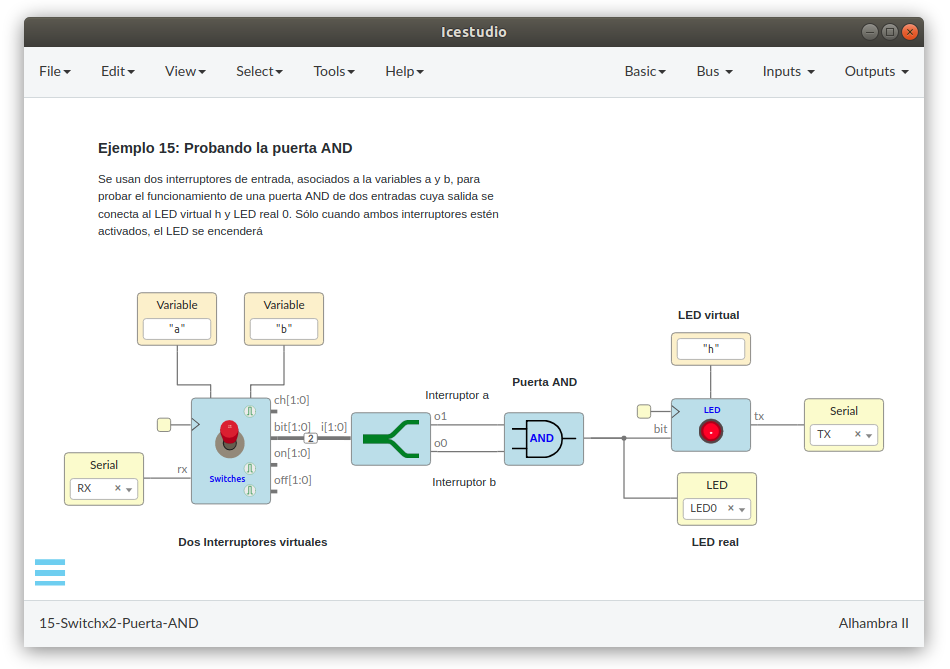 Icestudio
File Edit View Select Tools Help Basic Bus Inputs Outputs
Ejemplo 15: Probando la puerta AND
Se usan dos interruptores de entrada, asociados a la variables a y b, para
probar el funcionamiento de una puerta AND de dos entradas cuya salida se
conecta al LED virtual h y LED real 0. Sólo cuando ambos interruptores estén
activados, el LED se encenderá
Variable
"a"
Variable
"b"
Serial
RX
rx
Switches
ch[1:0]
bit[1:0]
on[1:0]
off[1:0]
2
i[1:0]
Dos Interruptores virtuales
o1
o0
Interruptor a
Interruptor b
Puerta AND
AND
LED virtual
"h"
LED
bit
tx
Serial
TX
LED
LED0
LED real
15-Switchx2-Puerta-AND
Alhambra II